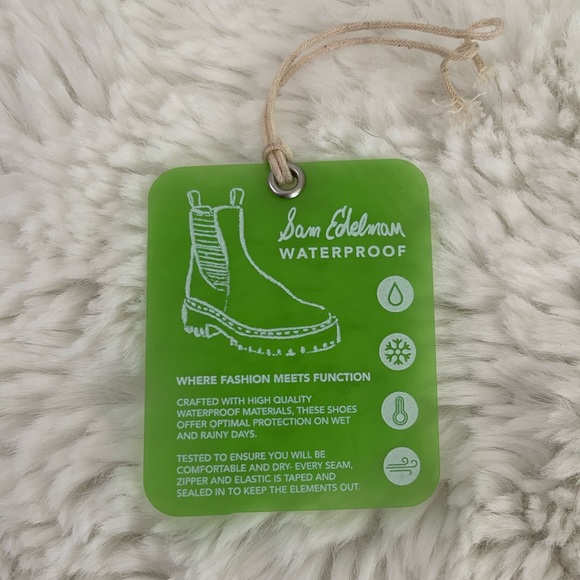 Sam Edelman
WATERPROOF
WHERE FASHION MEETS FUNCTION
CRAFTED WITH HIGH QUALITY
WATERPROOF MATERIALS, THESE SHOES
OFFER OPTIMAL PROTECTION ON WET
AND RAINY DAYS.
TESTED TO ENSURE YOU WILL BE
COMFORTABLE AND DRY- EVERY SEAM,
ZIPPER AND ELASTIC IS TAPED AND
SEALED IN TO KEEP THE ELEMENTS OUT.